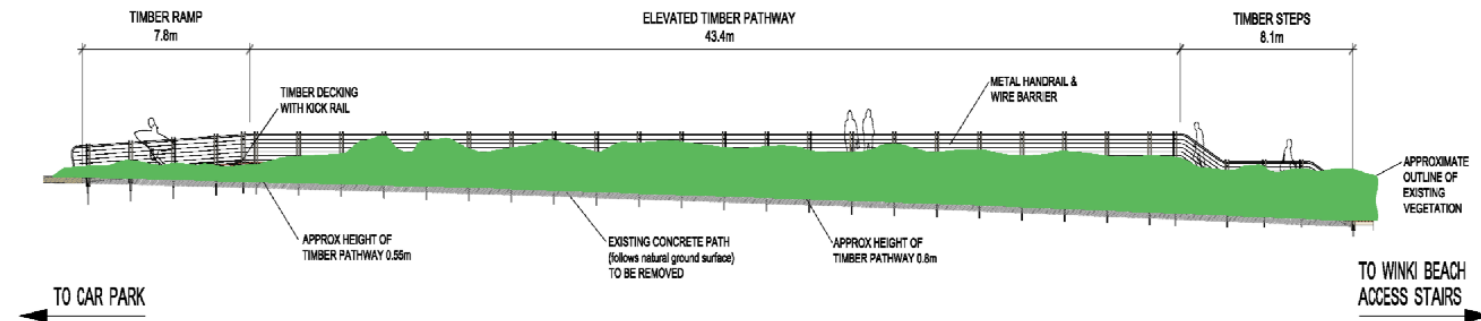 TIMBER RAMP
7.8m
ELEVATED TIMBER PATHWAY
43.4m
TIMBER STEPS
8.1m
TIMBER DECKING
WITH KICK RAIL
METAL HANDRAIL &
WIRE BARRIER
APPROXIMATE
OUTLINE OF
EXISTING
VEGETATION
APPROX HEIGHT OF
TIMBER PATHWAY 0.55m
EXISTING CONCRETE PATH
(follows natural ground surface)
TO BE REMOVED
APPROX HEIGHT OF
TIMBER PATHWAY 0.8m
TO CAR PARK
TO WINKI BEACH
ACCESS STAIRS